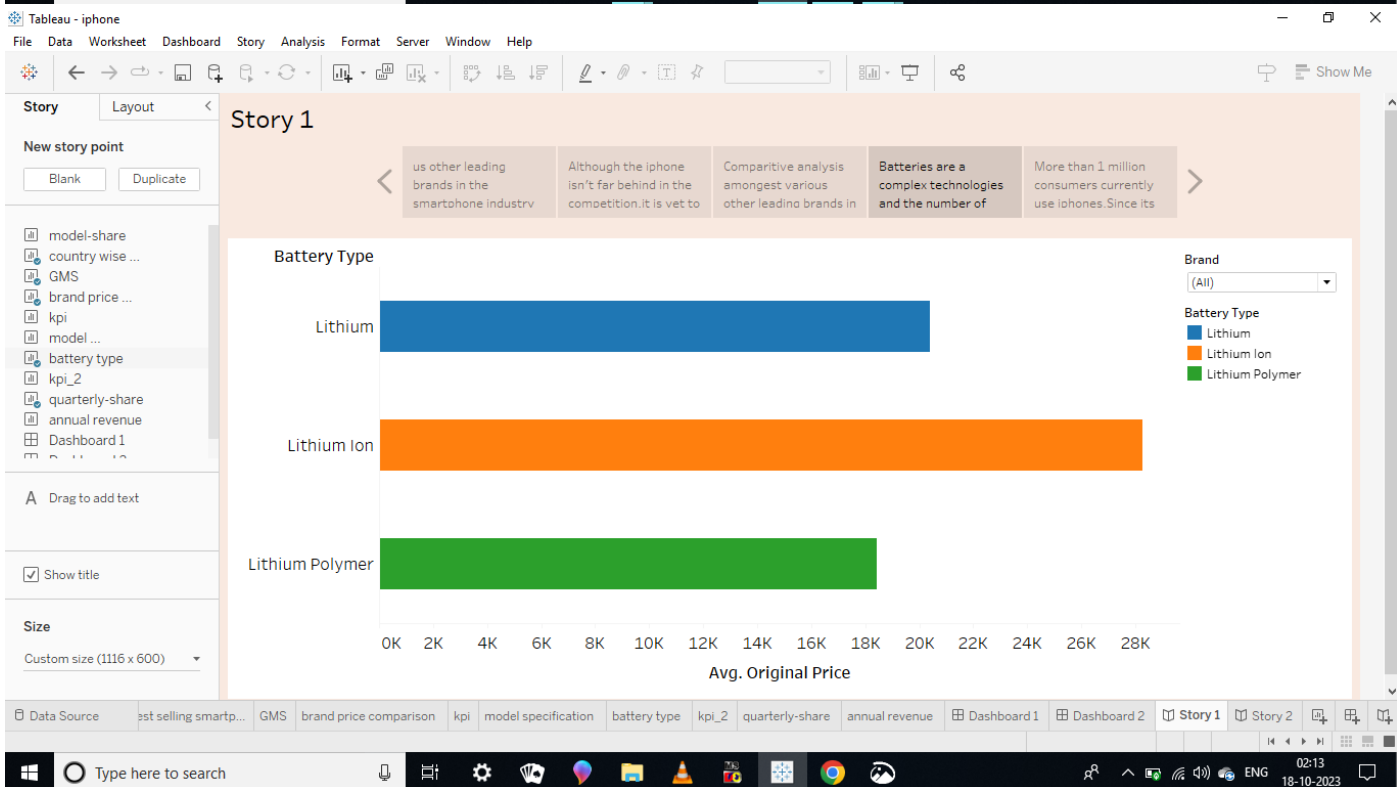 Tableau - iphone
File Data Worksheet Dashboard Story Analysis Format Server Window Help
Show Me
Story Layout
New story point
Blank Duplicate
model-share
country wise ...
GMS
brand price ...
kpi
model ...
battery type
kpi_2
quarterly-share
annual revenue
Dashboard 1
A Drag to add text
Show title
Size
Custom size (1116 x 600)
Story 1
us other leading
brands in the
smartphone industry
Although the iphone
isn't far behind in the
competition,it is yet to
Comparitive analysis
amongest various
other leading brands in
Batteries are a
complex technologies
and the number of
More than 1 million
consumers currently
use iphones.Since its
Battery Type
Lithium
Lithium Ion
Lithium Polymer
0K 2K 4K 6K 8K 10K 12K 14K 16K 18K 20K 22K 24K 26K 28K
Avg. Original Price
Brand
(All)
Battery Type
Lithium
Lithium Ion
Lithium Polymer
Data Source est selling smartp... GMS brand price comparison kpi model specification battery type kpi_2 quarterly-share annual revenue Dashboard 1 Dashboard 2 Story 1 Story 2
Type here to search
ENG
02:13
18-10-2023